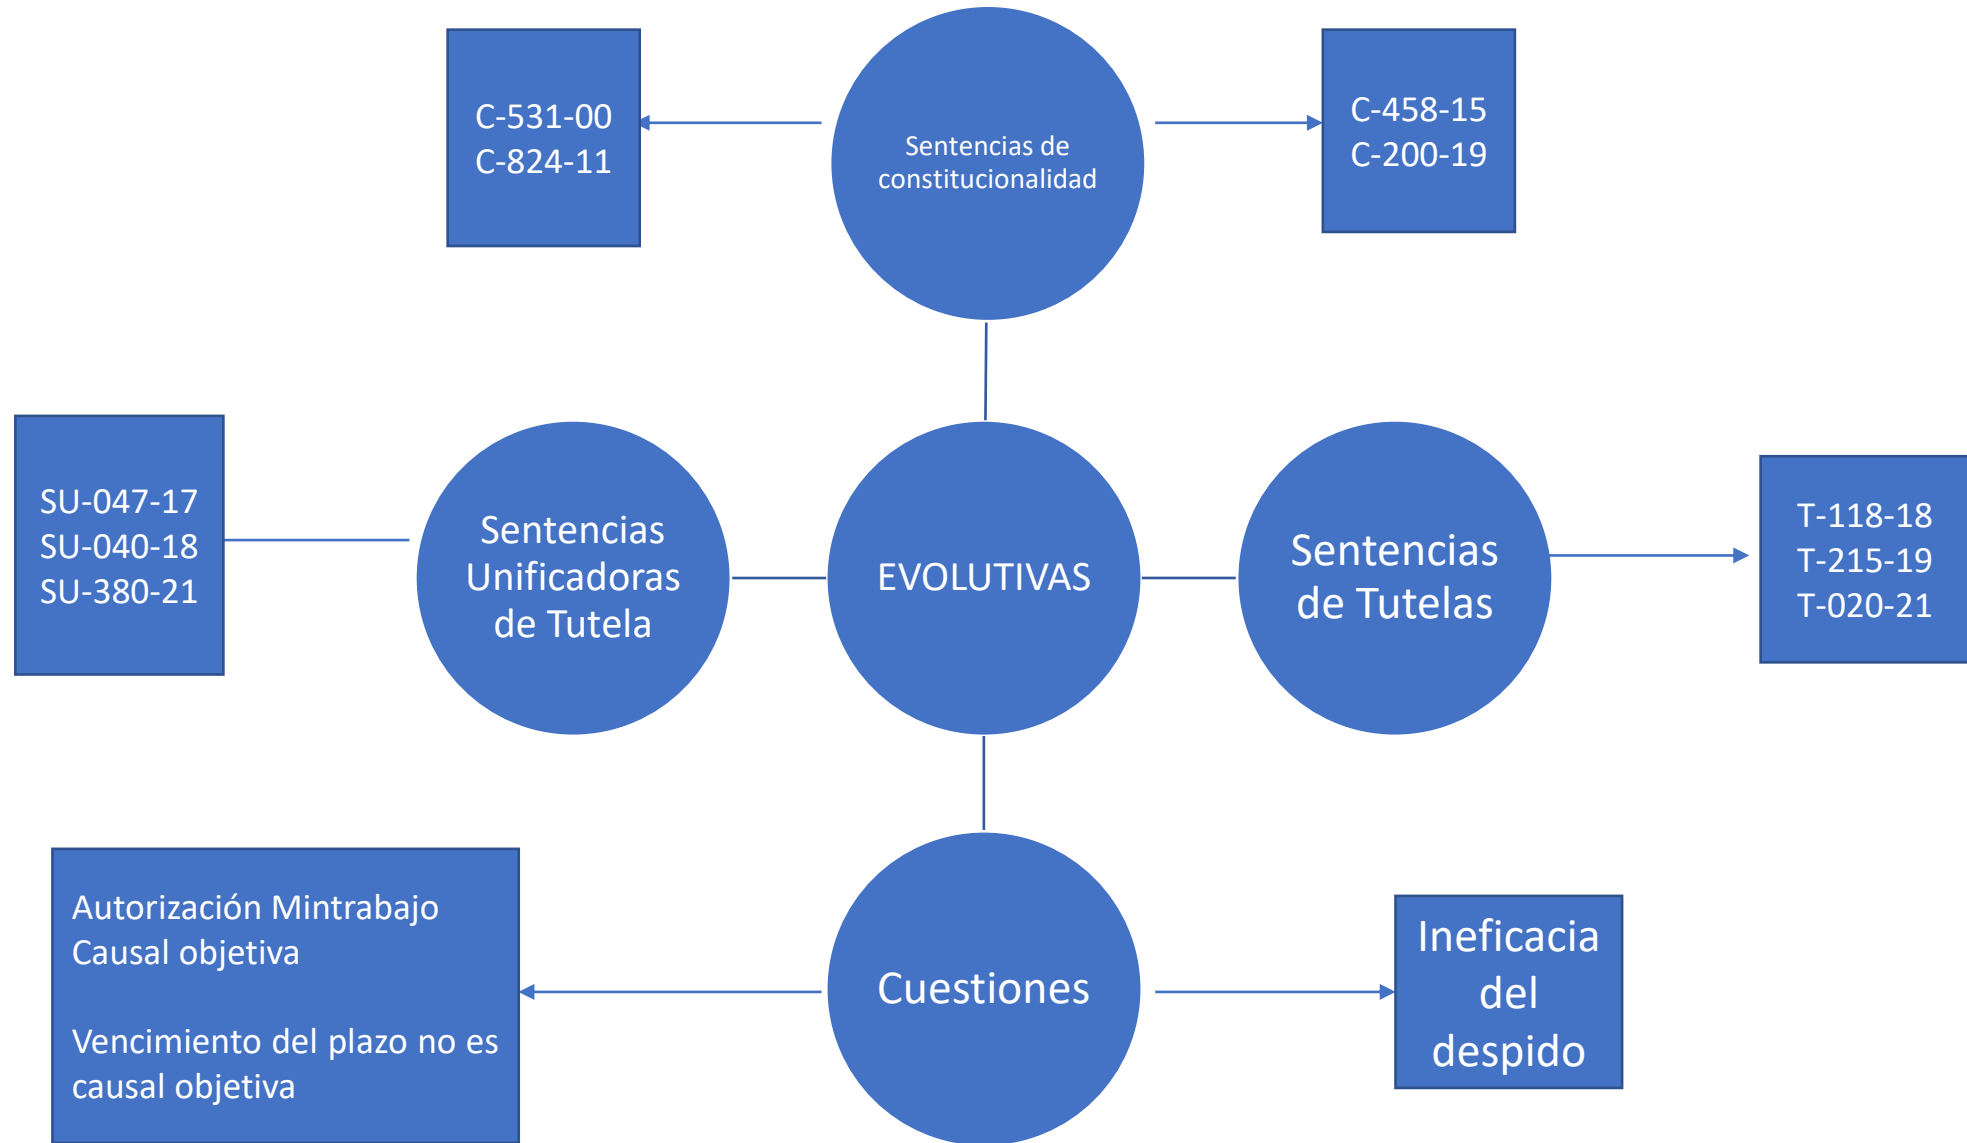 C-531-00
C-824-11
Sentencias de
constitucionalidad
C-458-15
C-200-19
SU-047-17
SU-040-18
SU-380-21
Sentencias
Unificadoras
de Tutela
EVOLUTIVAS
Sentencias
de Tutelas
T-118-18
T-215-19
T-020-21
Autorización Mintrabajo
Causal objetiva
Vencimiento del plazo no es
causal objetiva
Cuestiones
Ineficacia
del
despido